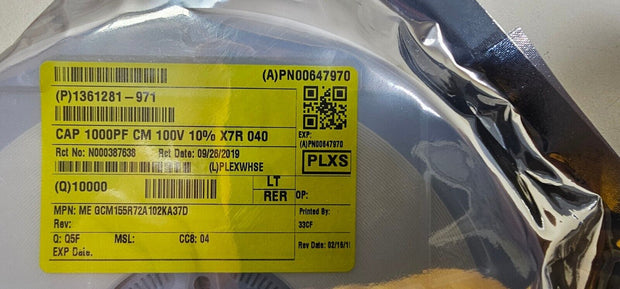 (A)PN00647970
(P)1361281-971
CAP 1000PF CM 100V 10% X7R 040
EXP:
(A)PN00647970
Rct No: N000387638 Rct Date: 09/26/2019
(L)PLEXWHSE
PLXS
(Q)10000
LT
RER OP:
MPN: ME GCM155R72A102KA37D
Printed By:
Rev:
33CF
Q: Q5F MSL: CC8: 04
EXP Date.
Rev Date: 02/16/1